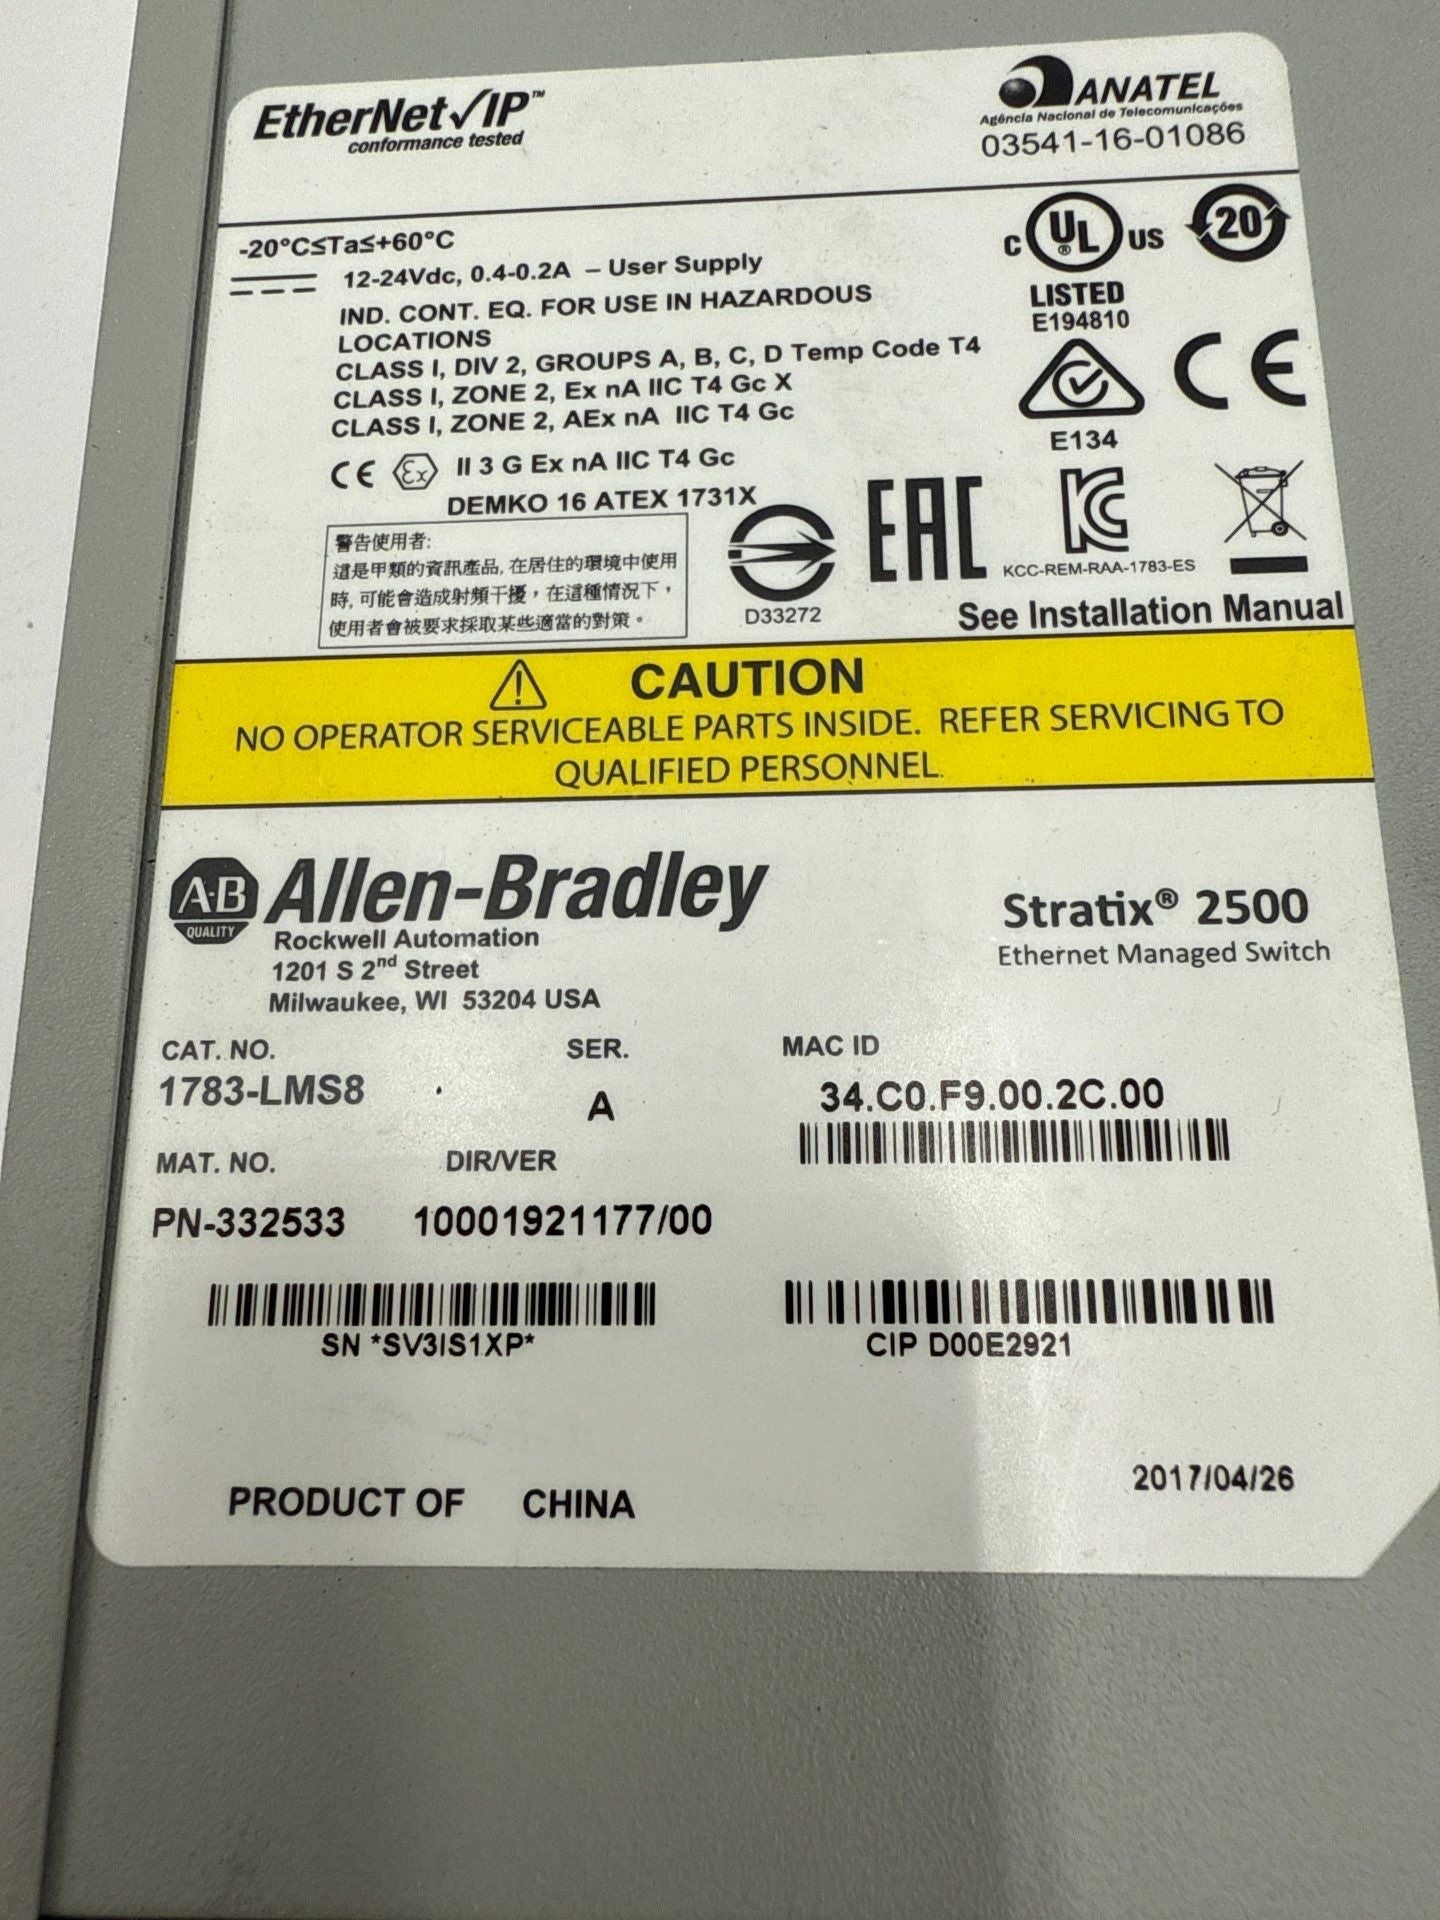 EtherNet/IP™
conformance tested
ANATEL
Agência Nacional de Telecomunicações
03541-16-01086
-20°C≤Ta≤+60°C
12-24Vdc, 0.4-0.2A – User Supply
IND. CONT. EQ. FOR USE IN HAZARDOUS
LOCATIONS
CLASS I, DIV 2, GROUPS A, B, C, D Temp Code T4
CLASS I, ZONE 2, Ex nA IIC T4 Gc X
CLASS I, ZONE 2, AEx nA IIC T4 Gc
CE Ex II 3 G Ex nA IIC T4 Gc
DEMKO 16 ATEX 1731X
C UL® US
LISTED
E194810
20
CE
E134
警告使用者:
這是甲類的資訊產品, 在居住的環境中使用
時, 可能會造成射頻干擾，在這種情況下，
使用者會被要求採取某些適當的對策。
D33272
EAC
KC
KCC-REM-RAA-1783-ES
See Installation Manual
CAUTION
NO OPERATOR SERVICEABLE PARTS INSIDE. REFER SERVICING TO
QUALIFIED PERSONNEL.
A-B
QUALITY
Allen-Bradley
Rockwell Automation
1201 S 2nd Street
Milwaukee, WI 53204 USA
Stratix® 2500
Ethernet Managed Switch
CAT. NO. SER. MAC ID
1783-LMS8 A 34.C0.F9.00.2C.00
MAT. NO. DIR/VER
PN-332533 10001921177/00
SN *SV3IS1XP* CIP D00E2921
2017/04/26
PRODUCT OF CHINA